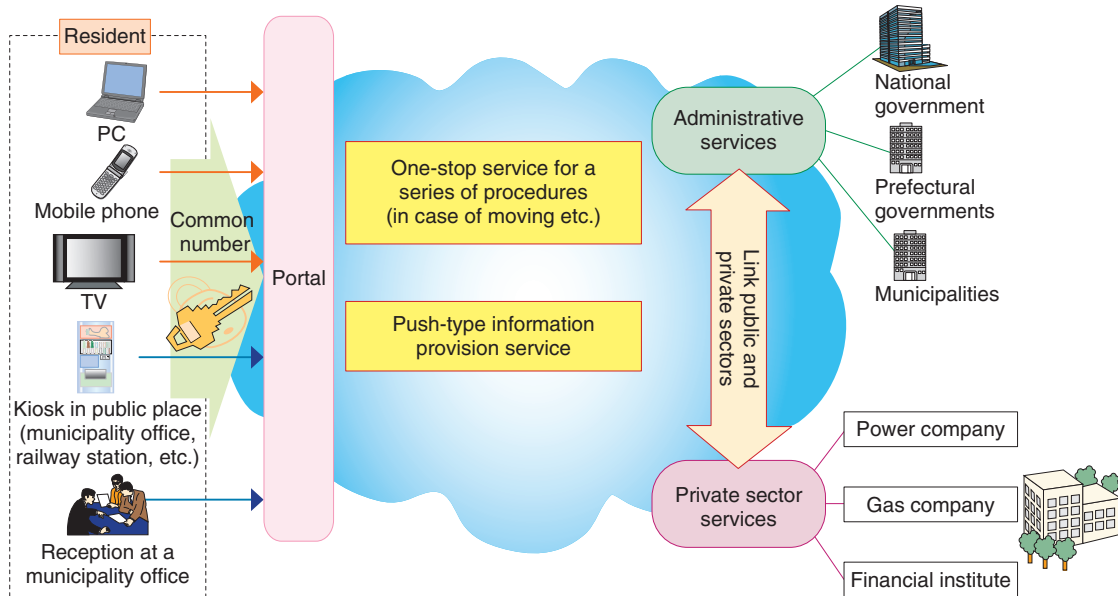 Resident
PC
Mobile phone
TV
Kiosk in public place
(municipality office,
railway station, etc.)
Reception at a
municipality office
Common
number
Portal
One-stop service for a
series of procedures
(in case of moving etc.)
Push-type information
provision service
Administrative
services
Link public and
private sectors
Private sector
services
National
government
Prefectural
governments
Municipalities
Power company
Gas company
Financial institute